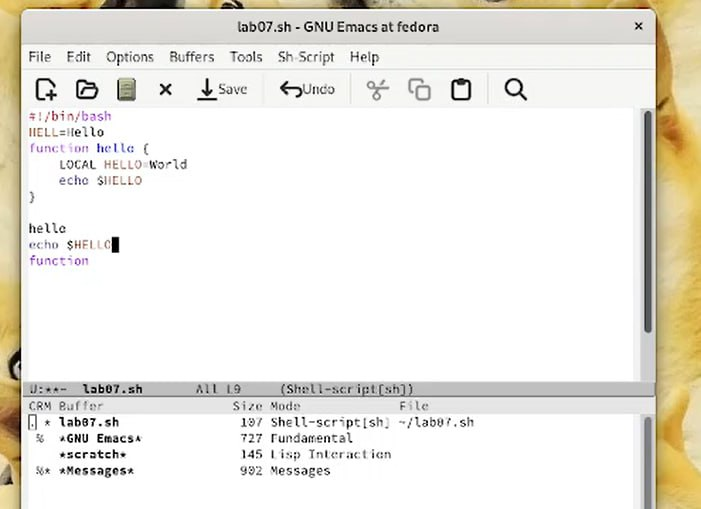 lab07.sh - GNU Emacs at fedora
File Edit Options Buffers Tools Sh-Script Help
Save Undo
#!/bin/bash
HELL=Hello
function hello {
    LOCAL HELLO=World
    echo $HELLO
}
hello
echo $HELLO
function
U:**- lab07.sh All L9 (Shell-script[sh])
CRM Buffer Size Mode File
. * lab07.sh 107 Shell-script[sh] ~/lab07.sh
% *GNU Emacs* 727 Fundamental
*scratch* 145 Lisp Interaction
%* *Messages* 902 Messages